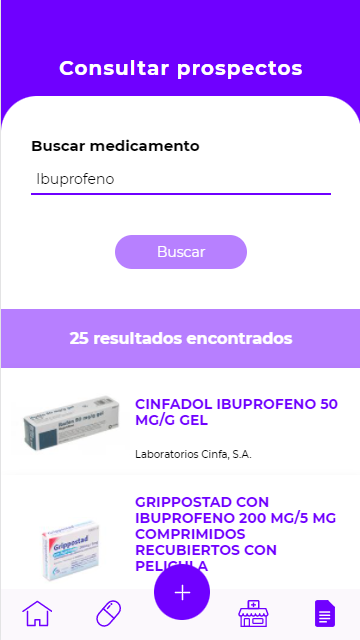 Consultar prospectos
Buscar medicamento
Ibuprofeno
Buscar
25 resultados encontrados
CINFADOL IBUPROFENO 50
MG/G GEL
Laboratorios Cinfa, S.A.
GRIPPOSTAD CON
IBUPROFENO 200 MG/5 MG
COMPRIMIDOS
RECUBIERTOS CON
PELICULA
Grippostad
+